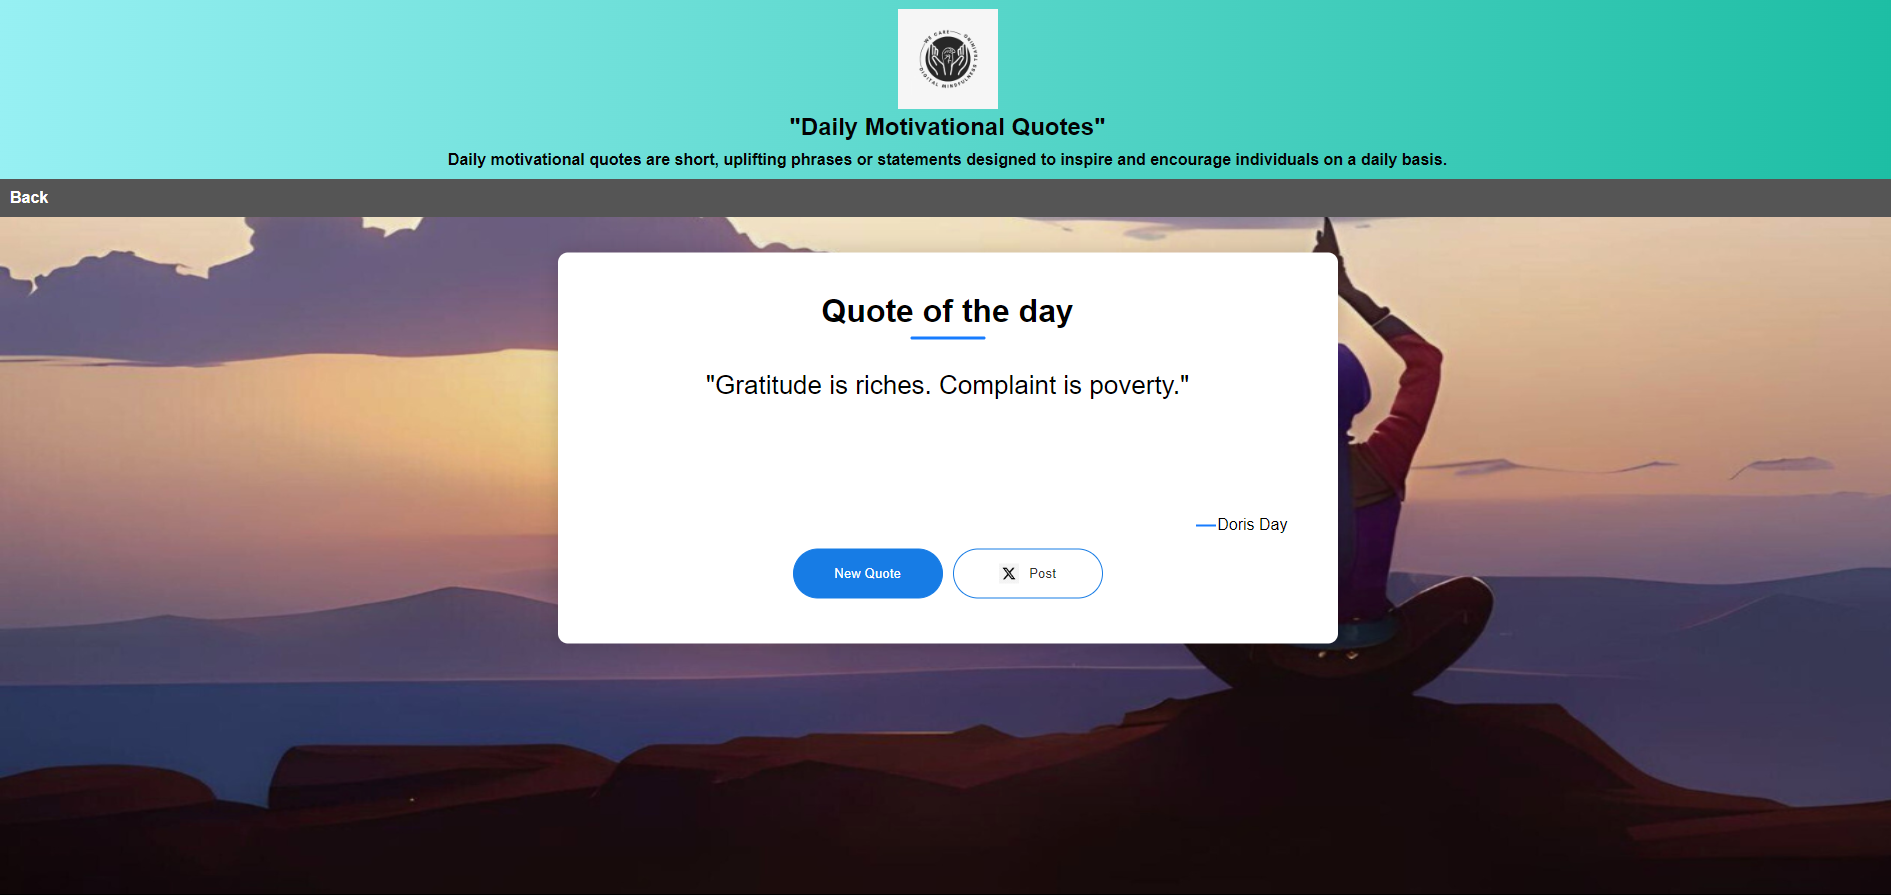 WE CARE
DIGITAL MINDFULNESS TRAINING
"Daily Motivational Quotes"
Daily motivational quotes are short, uplifting phrases or statements designed to inspire and encourage individuals on a daily basis.
Back
Quote of the day
"Gratitude is riches. Complaint is poverty."
Doris Day
New Quote
X Post